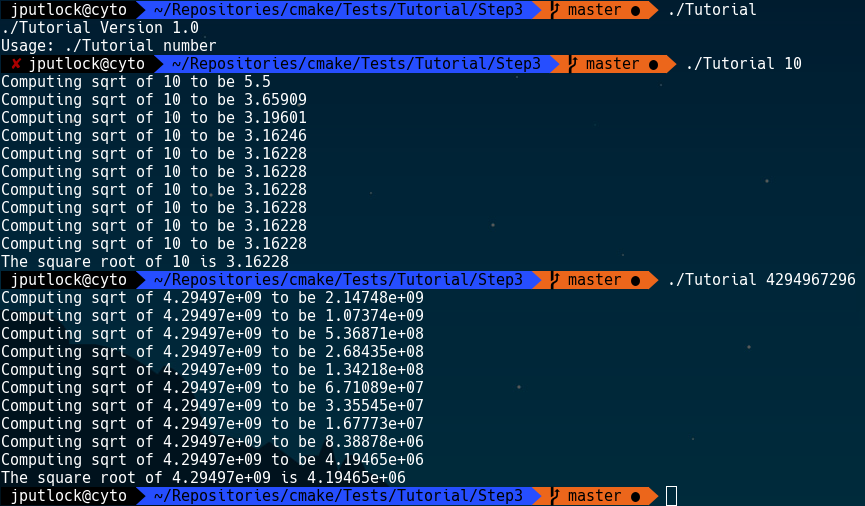 jputlock@cyto ~/Repositories/cmake/Tests/Tutorial/Step3 master ● ./Tutorial
./Tutorial Version 1.0
Usage: ./Tutorial number
✘ jputlock@cyto ~/Repositories/cmake/Tests/Tutorial/Step3 master ● ./Tutorial 10
Computing sqrt of 10 to be 5.5
Computing sqrt of 10 to be 3.65909
Computing sqrt of 10 to be 3.19601
Computing sqrt of 10 to be 3.16246
Computing sqrt of 10 to be 3.16228
Computing sqrt of 10 to be 3.16228
Computing sqrt of 10 to be 3.16228
Computing sqrt of 10 to be 3.16228
Computing sqrt of 10 to be 3.16228
Computing sqrt of 10 to be 3.16228
The square root of 10 is 3.16228
jputlock@cyto ~/Repositories/cmake/Tests/Tutorial/Step3 master ● ./Tutorial 4294967296
Computing sqrt of 4.29497e+09 to be 2.14748e+09
Computing sqrt of 4.29497e+09 to be 1.07374e+09
Computing sqrt of 4.29497e+09 to be 5.36871e+08
Computing sqrt of 4.29497e+09 to be 2.68435e+08
Computing sqrt of 4.29497e+09 to be 1.34218e+08
Computing sqrt of 4.29497e+09 to be 6.71089e+07
Computing sqrt of 4.29497e+09 to be 3.35545e+07
Computing sqrt of 4.29497e+09 to be 1.67773e+07
Computing sqrt of 4.29497e+09 to be 8.38878e+06
Computing sqrt of 4.29497e+09 to be 4.19465e+06
The square root of 4.29497e+09 is 4.19465e+06
jputlock@cyto ~/Repositories/cmake/Tests/Tutorial/Step3 master ●